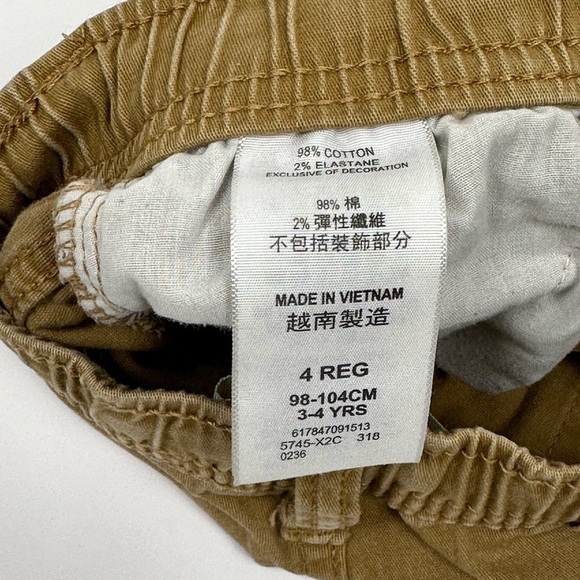 98% COTTON
2% ELASTANE
EXCLUSIVE OF DECORATION
98% 棉
2% 彈性纖維
不包括裝飾部分
MADE IN VIETNAM
越南製造
4 REG
98-104CM
3-4 YRS
617847091513
5745-X2C 318
0236